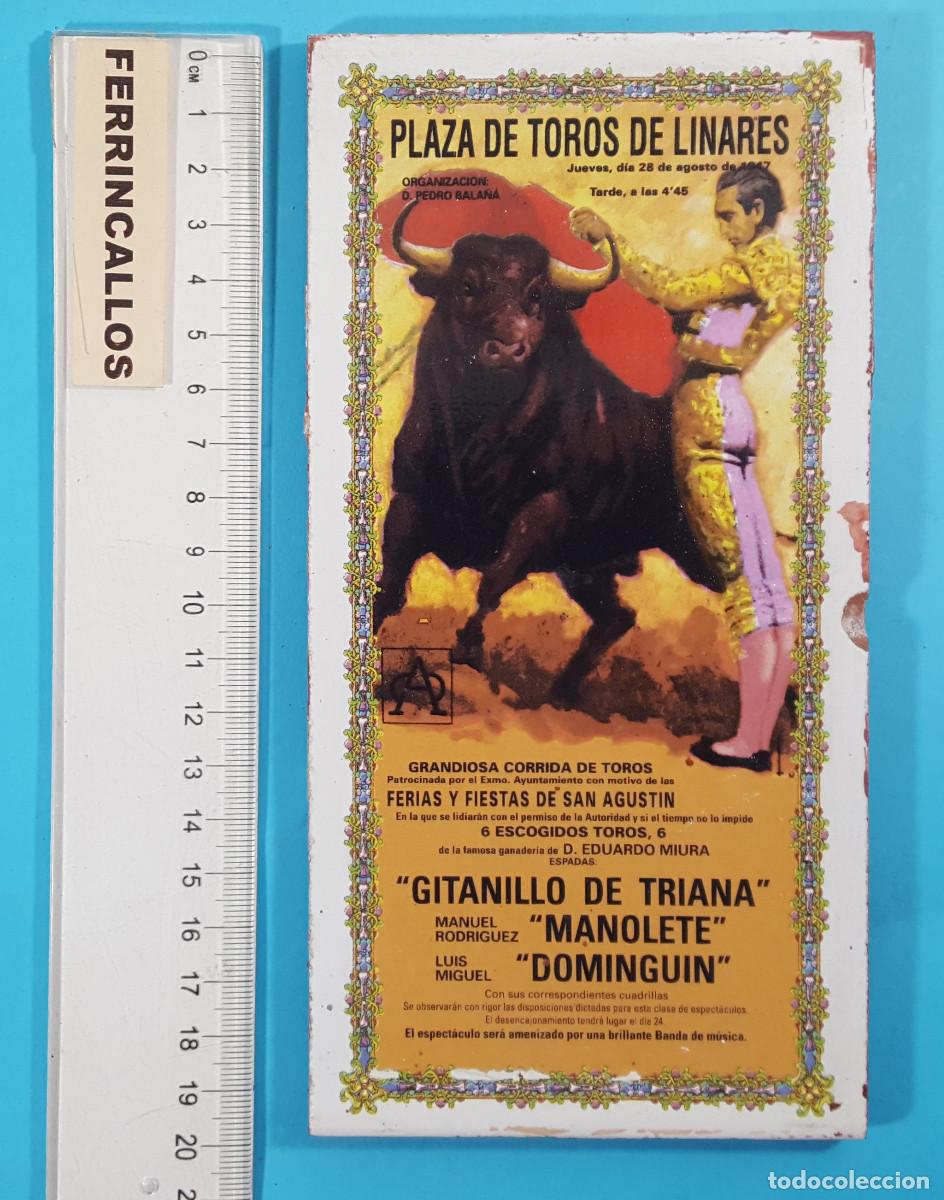 FERRINCALLOS
0 CM
1
2
3
4
5
6
7
8
9
10
11
12
13
14
15
16
17
18
19
20
2
PLAZA DE TOROS DE LINARES
Jueves, día 28 de agosto de 1947
ORGANIZACION:
D. PEDRO BALAÑA
Tarde, a las 4'45
GRANDIOSA CORRIDA DE TOROS
Patrocinada por el Exmo. Ayuntamiento con motivo de las
FERIAS Y FIESTAS DE SAN AGUSTIN
En la que se lidiarán con el permiso de la Autoridad y si el tiempo no lo impide
6 ESCOGIDOS TOROS, 6
de la famosa ganadería de D. EDUARDO MIURA
ESPADAS:
"GITANILLO DE TRIANA"
MANUEL RODRIGUEZ "MANOLETE"
LUIS MIGUEL "DOMINGUIN"
Con sus correspondientes cuadrillas
Se observarán con rigor las disposiciones dictadas para esta clase de espectáculos.
El desencajonamiento tendrá lugar el día 24.
El espectáculo será amenizado por una brillante Banda de música.
todocoleccion